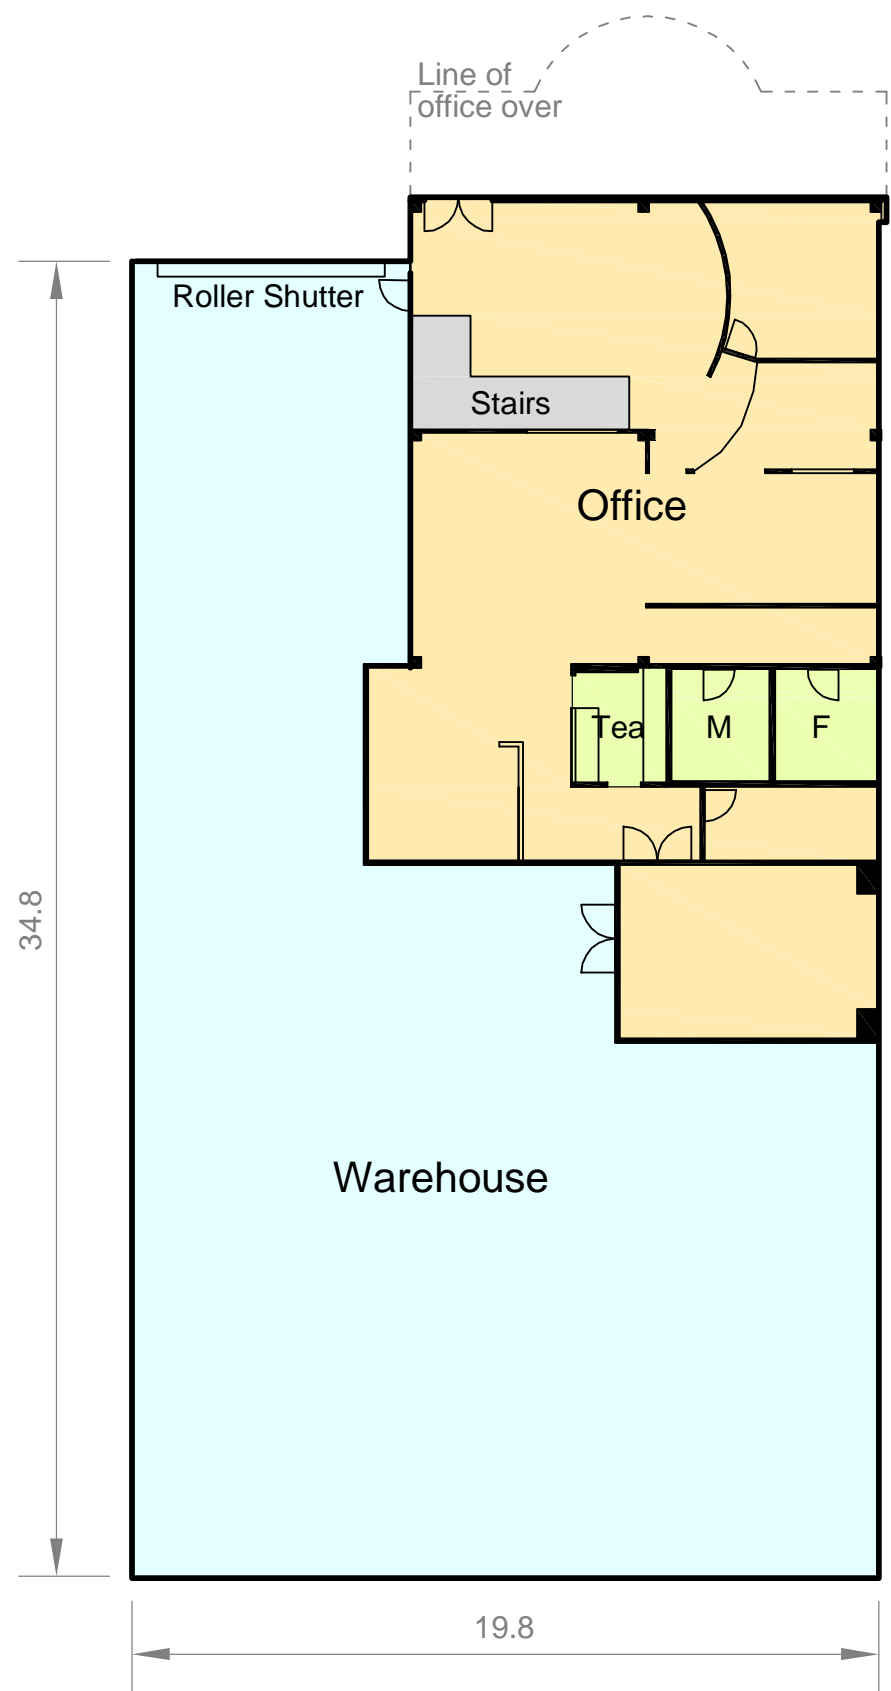 Line of
office over
Roller Shutter
Stairs
Office
Tea
M
F
34.8
Warehouse
19.8